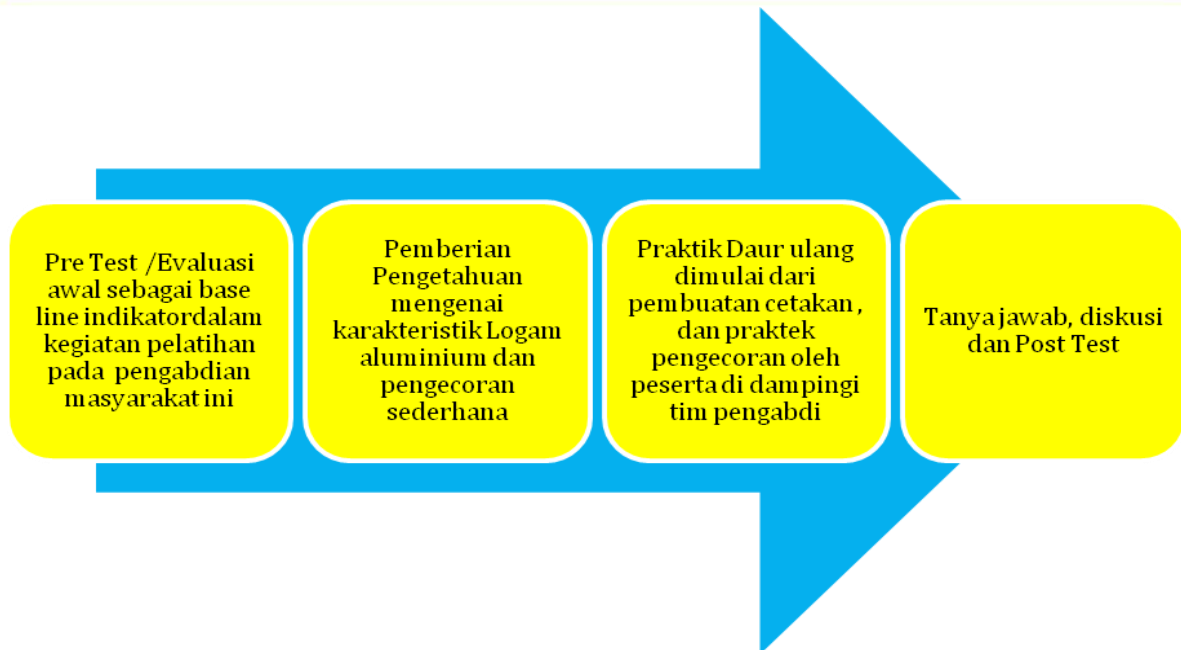 Pre Test /Evaluasi
awal sebagai base
line indikatordalam
kegiatan pelatihan
pada pengabdian
masyarakat ini
Pemberian
Pengetahuan
mengenai
karakteristik Logam
aluminium dan
pengecoran
sederhana
Praktik Daur ulang
dimulai dari
pembuatan cetakan ,
dan praktek
pengecoran oleh
peserta di dampingi
tim pengabdi
Tanya jawab, diskusi
dan Post Test